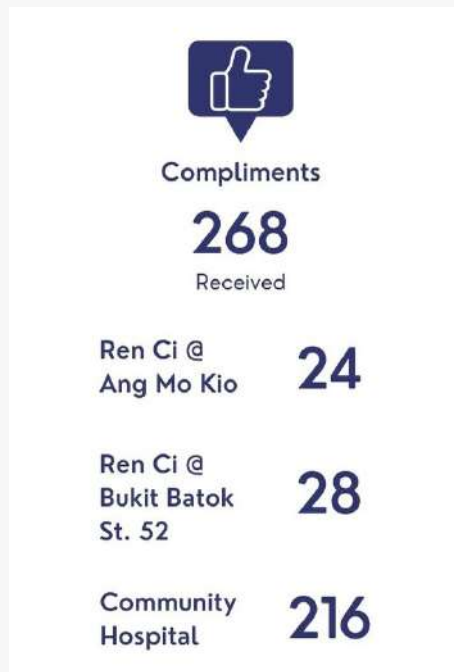 Compliments
268
Received
Ren Ci @
Ang Mo Kio
24
Ren Ci @
Bukit Batok
St. 52
28
Community
Hospital
216